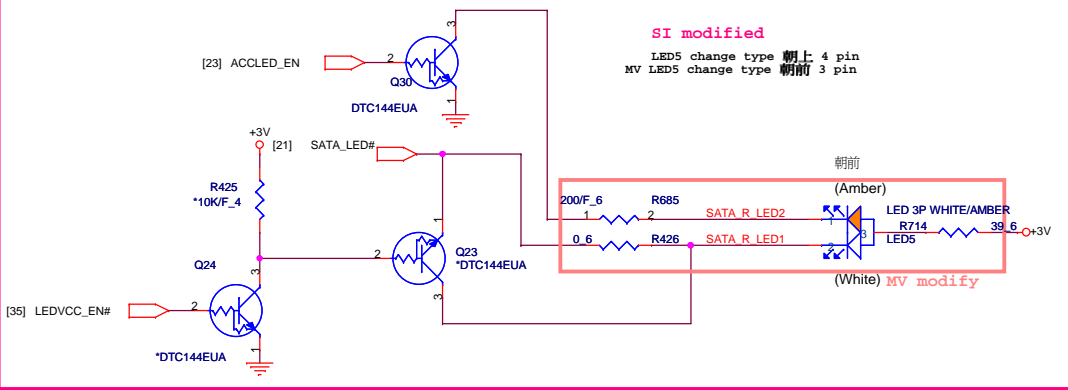 3
SI modified
LED5 change type 朝上 4 pin
MV LED5 change type 朝前 3 pin
[23] ACCLED_EN
2
Q30
1
DTC144EUA
+3V
[21] SATA_LED#
朝前
(Amber)
R425
*10K/F_4
200/F_6 R685
LED 3P WHITE/AMBER
1 2 SATA_R_LED2 1
R714 39_6
3
+3V
0_6 R426 SATA_R_LED1 2 LED5
1
Q23
*DTC144EUA
2
Q24
3
3
(White) MV modify
[35] LEDVCC_EN#
2
1
*DTC144EUA